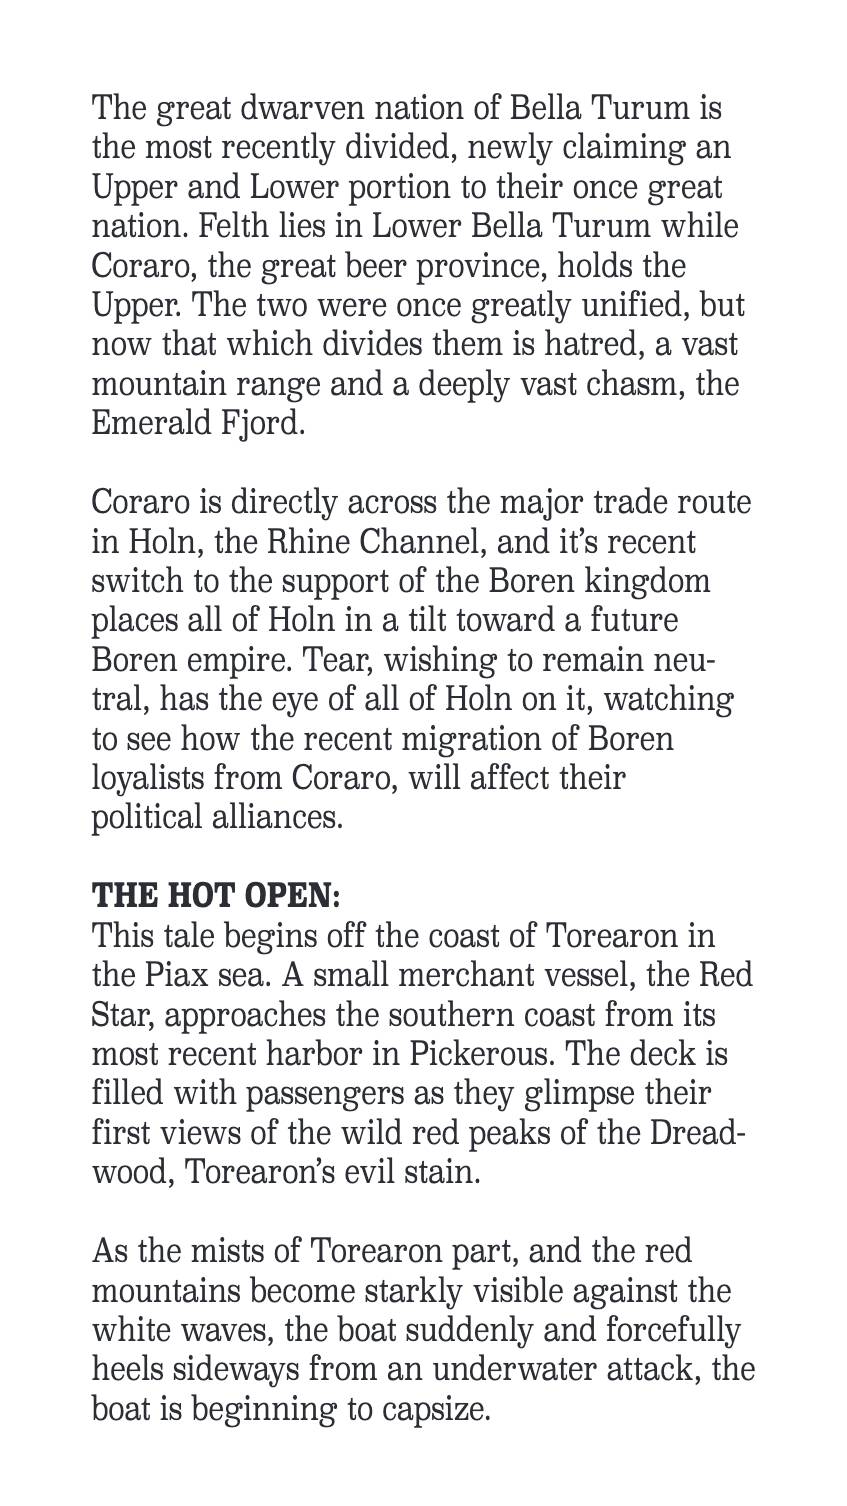 The great dwarven nation of Bella Turum is
the most recently divided, newly claiming an
Upper and Lower portion to their once great
nation. Felth lies in Lower Bella Turum while
Coraro, the great beer province, holds the
Upper. The two were once greatly unified, but
now that which divides them is hatred, a vast
mountain range and a deeply vast chasm, the
Emerald Fjord.
Coraro is directly across the major trade route
in Holn, the Rhine Channel, and it’s recent
switch to the support of the Boren kingdom
places all of Holn in a tilt toward a future
Boren empire. Tear, wishing to remain neu-
tral, has the eye of all of Holn on it, watching
to see how the recent migration of Boren
loyalists from Coraro, will affect their
political alliances.
THE HOT OPEN:
This tale begins off the coast of Torearon in
the Piax sea. A small merchant vessel, the Red
Star, approaches the southern coast from its
most recent harbor in Pickerous. The deck is
filled with passengers as they glimpse their
first views of the wild red peaks of the Dread-
wood, Torearon’s evil stain.
As the mists of Torearon part, and the red
mountains become starkly visible against the
white waves, the boat suddenly and forcefully
heels sideways from an underwater attack, the
boat is beginning to capsize.